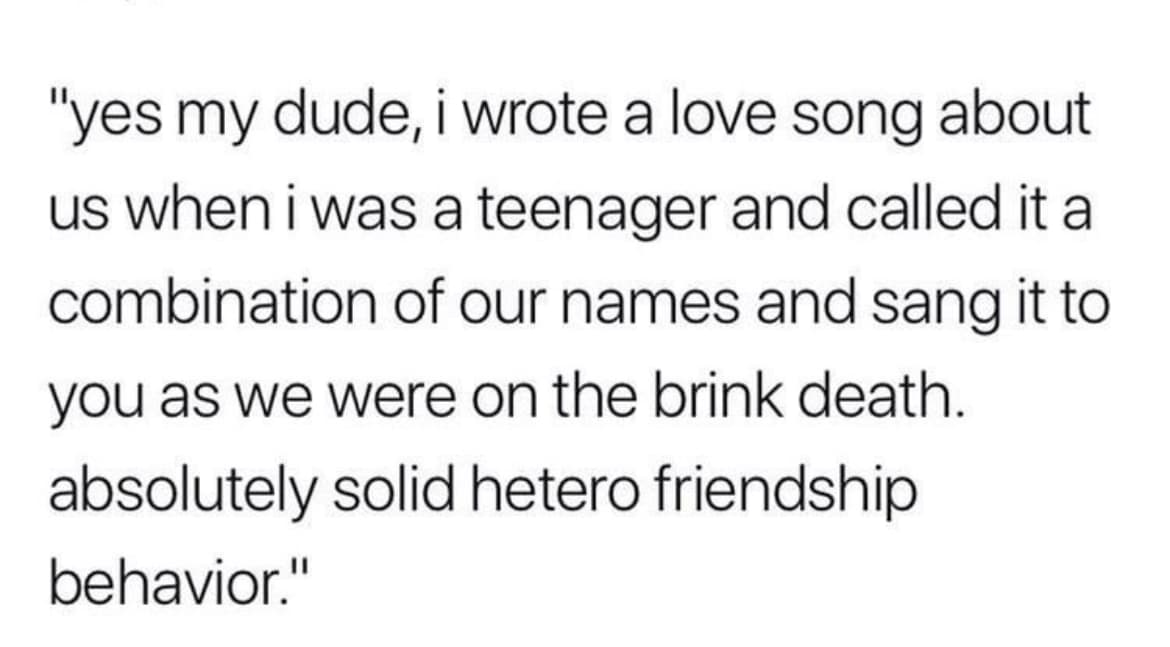 "yes my dude, i wrote a love song about
us when i was a teenager and called it a
combination of our names and sang it to
you as we were on the brink death.
absolutely solid hetero friendship
behavior."